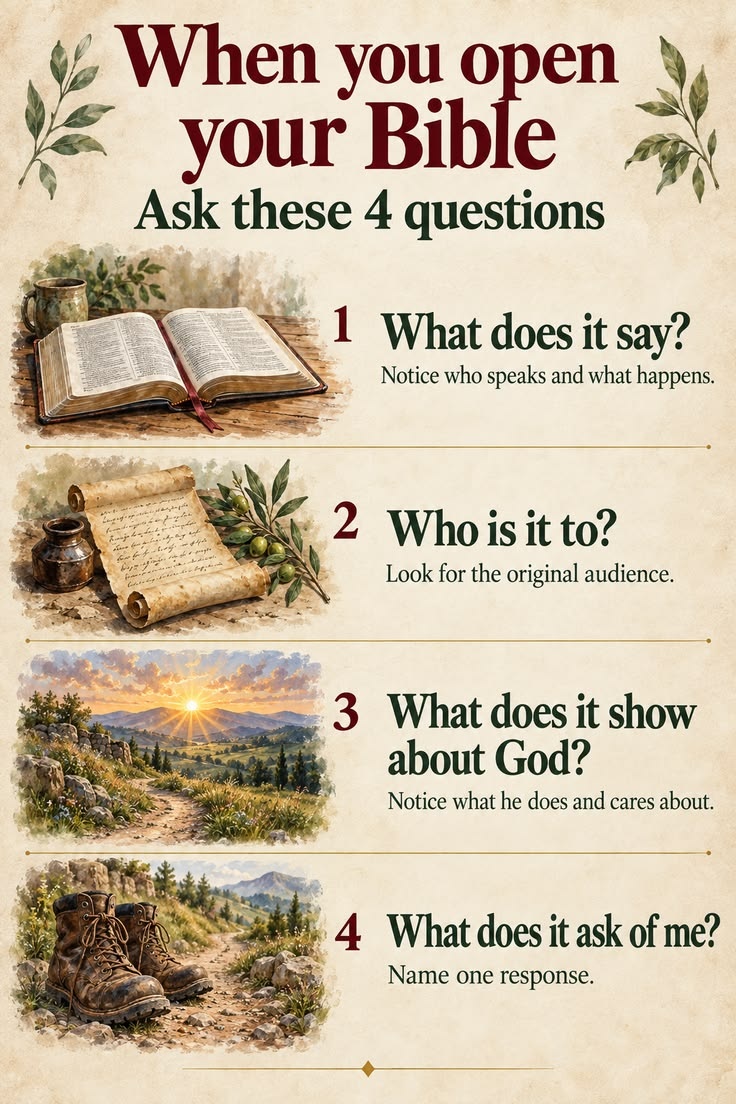 When you open
your Bible
Ask these 4 questions
1
What does it say?
Notice who speaks and what happens.
2
Who is it to?
Look for the original audience.
3
What does it show
about God?
Notice what he does and cares about.
4
What does it ask of me?
Name one response.